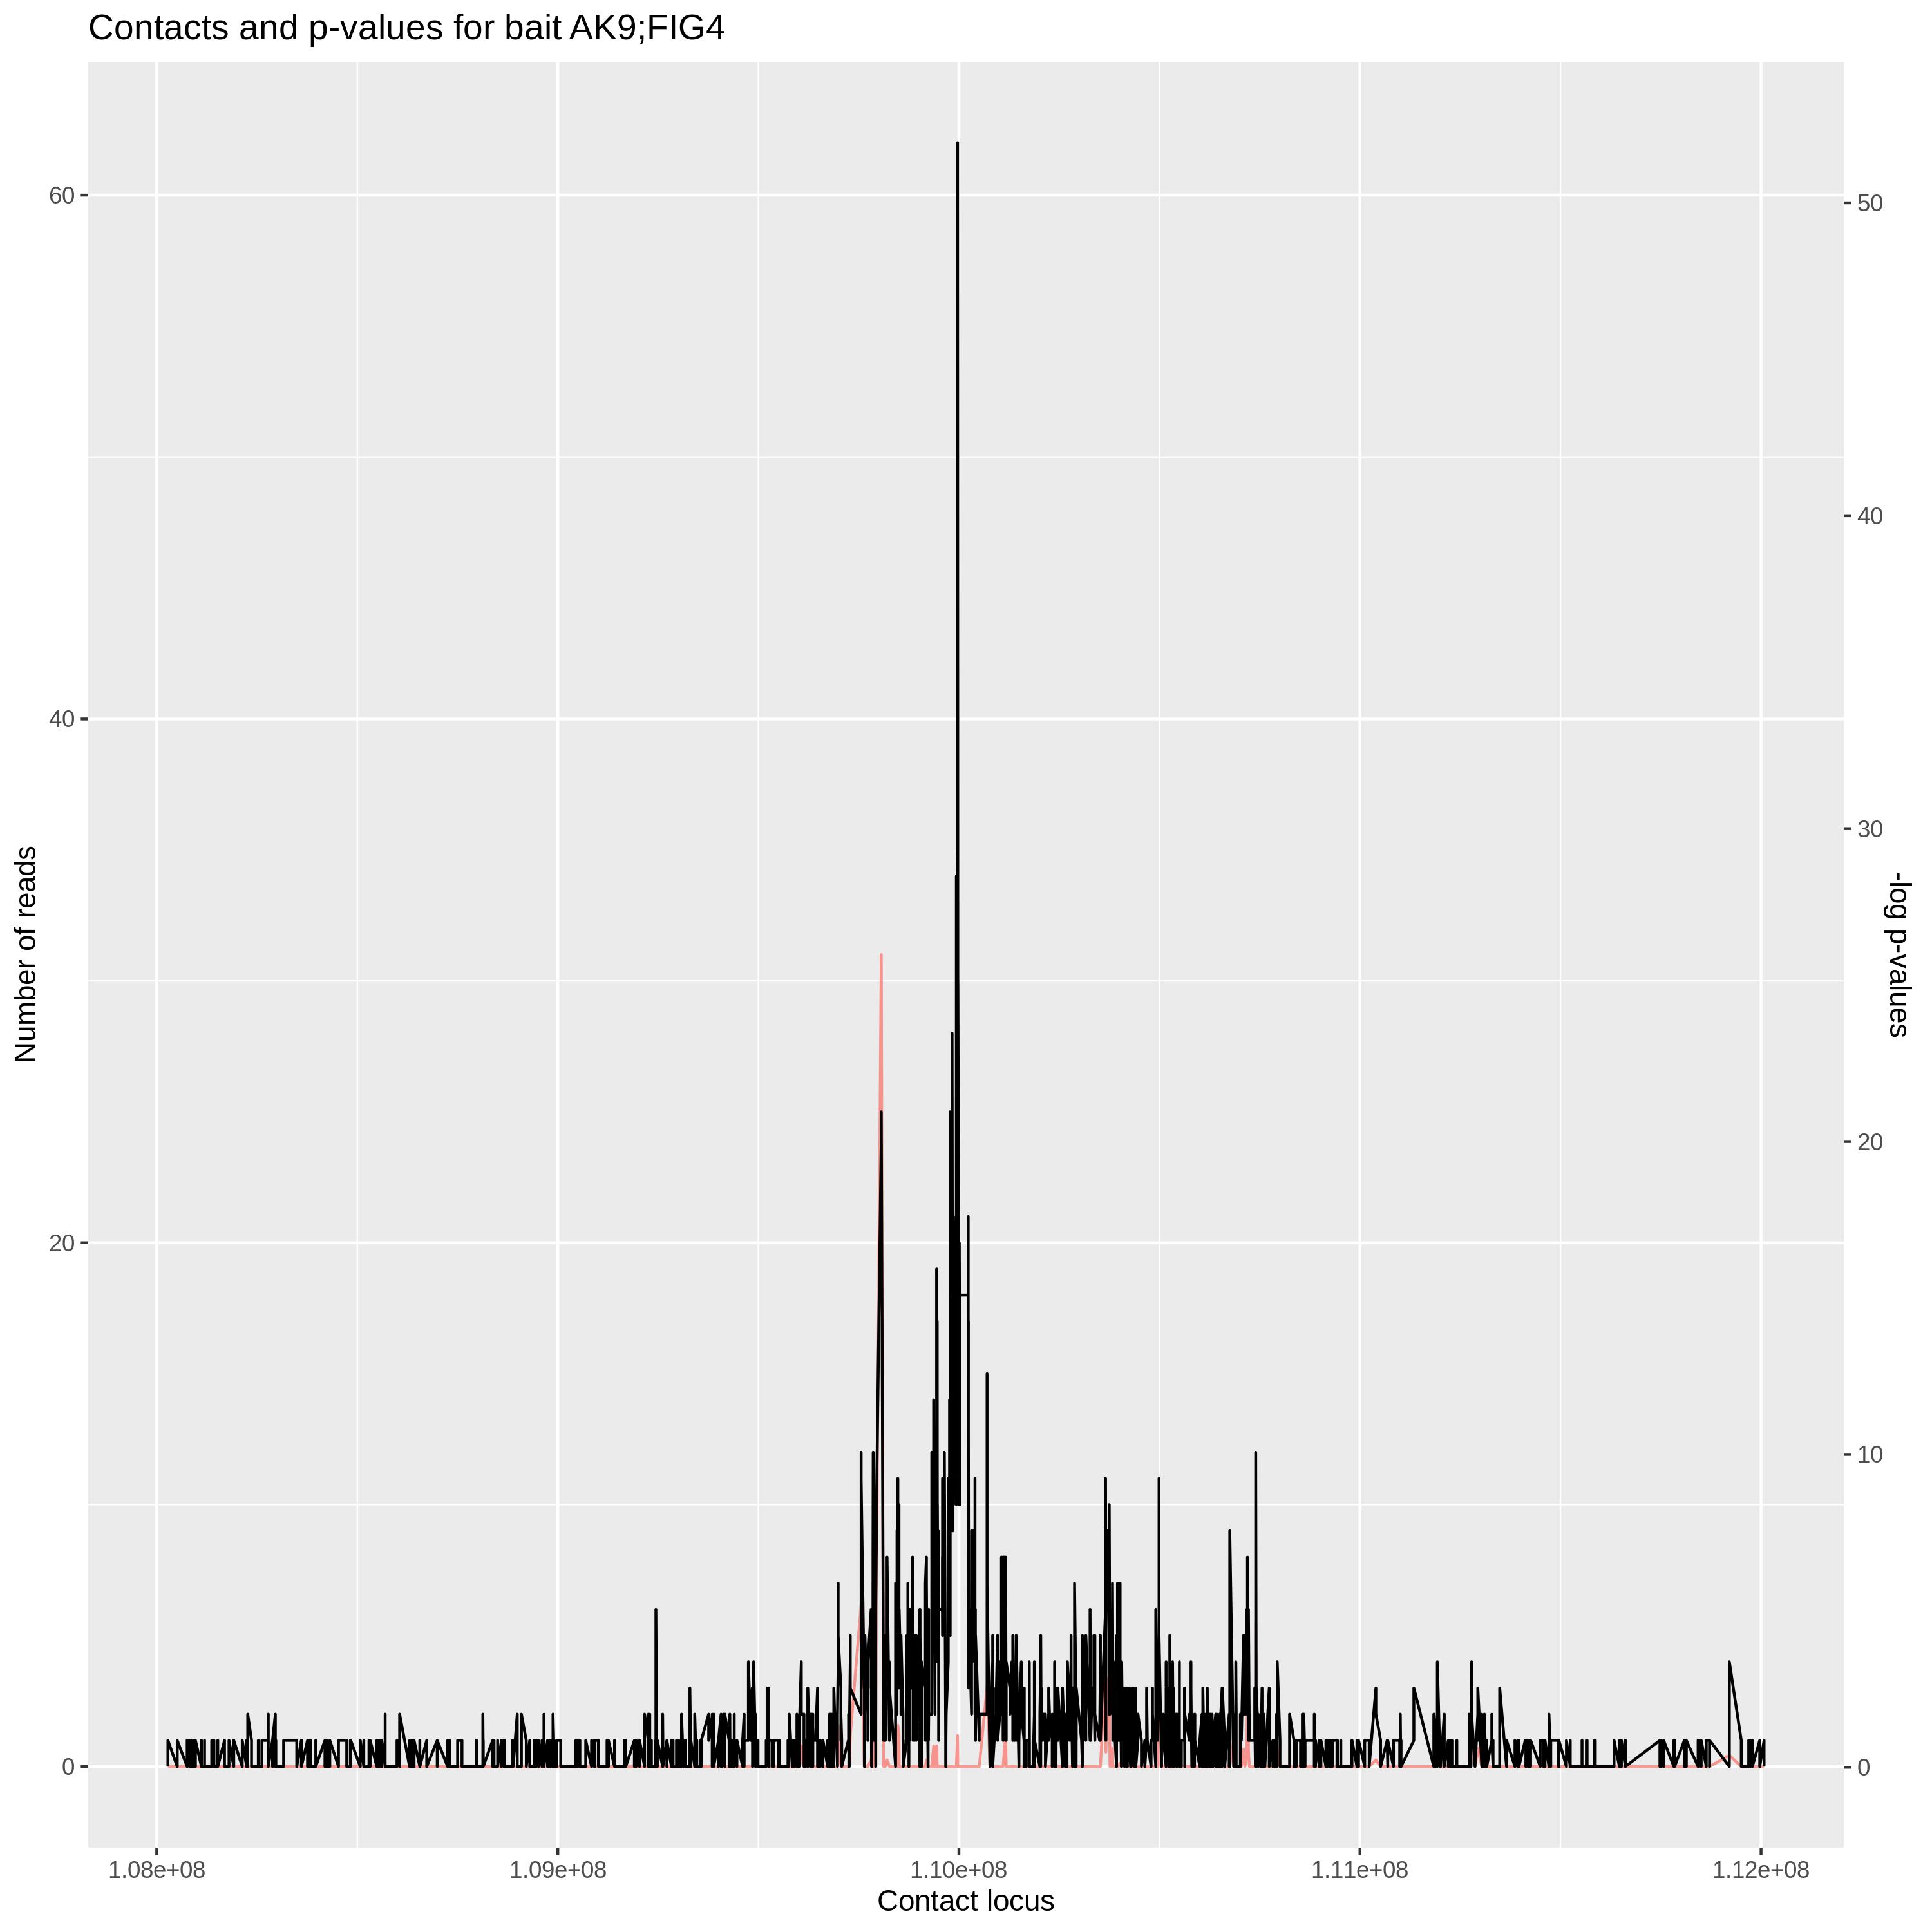 Contacts and p-values for bait AK9;FIG4
Number of reads
60
40
20
0
50
40
30
20
10
0
-log p-values
1.08e+08
1.09e+08
1.10e+08
1.11e+08
1.12e+08
Contact locus